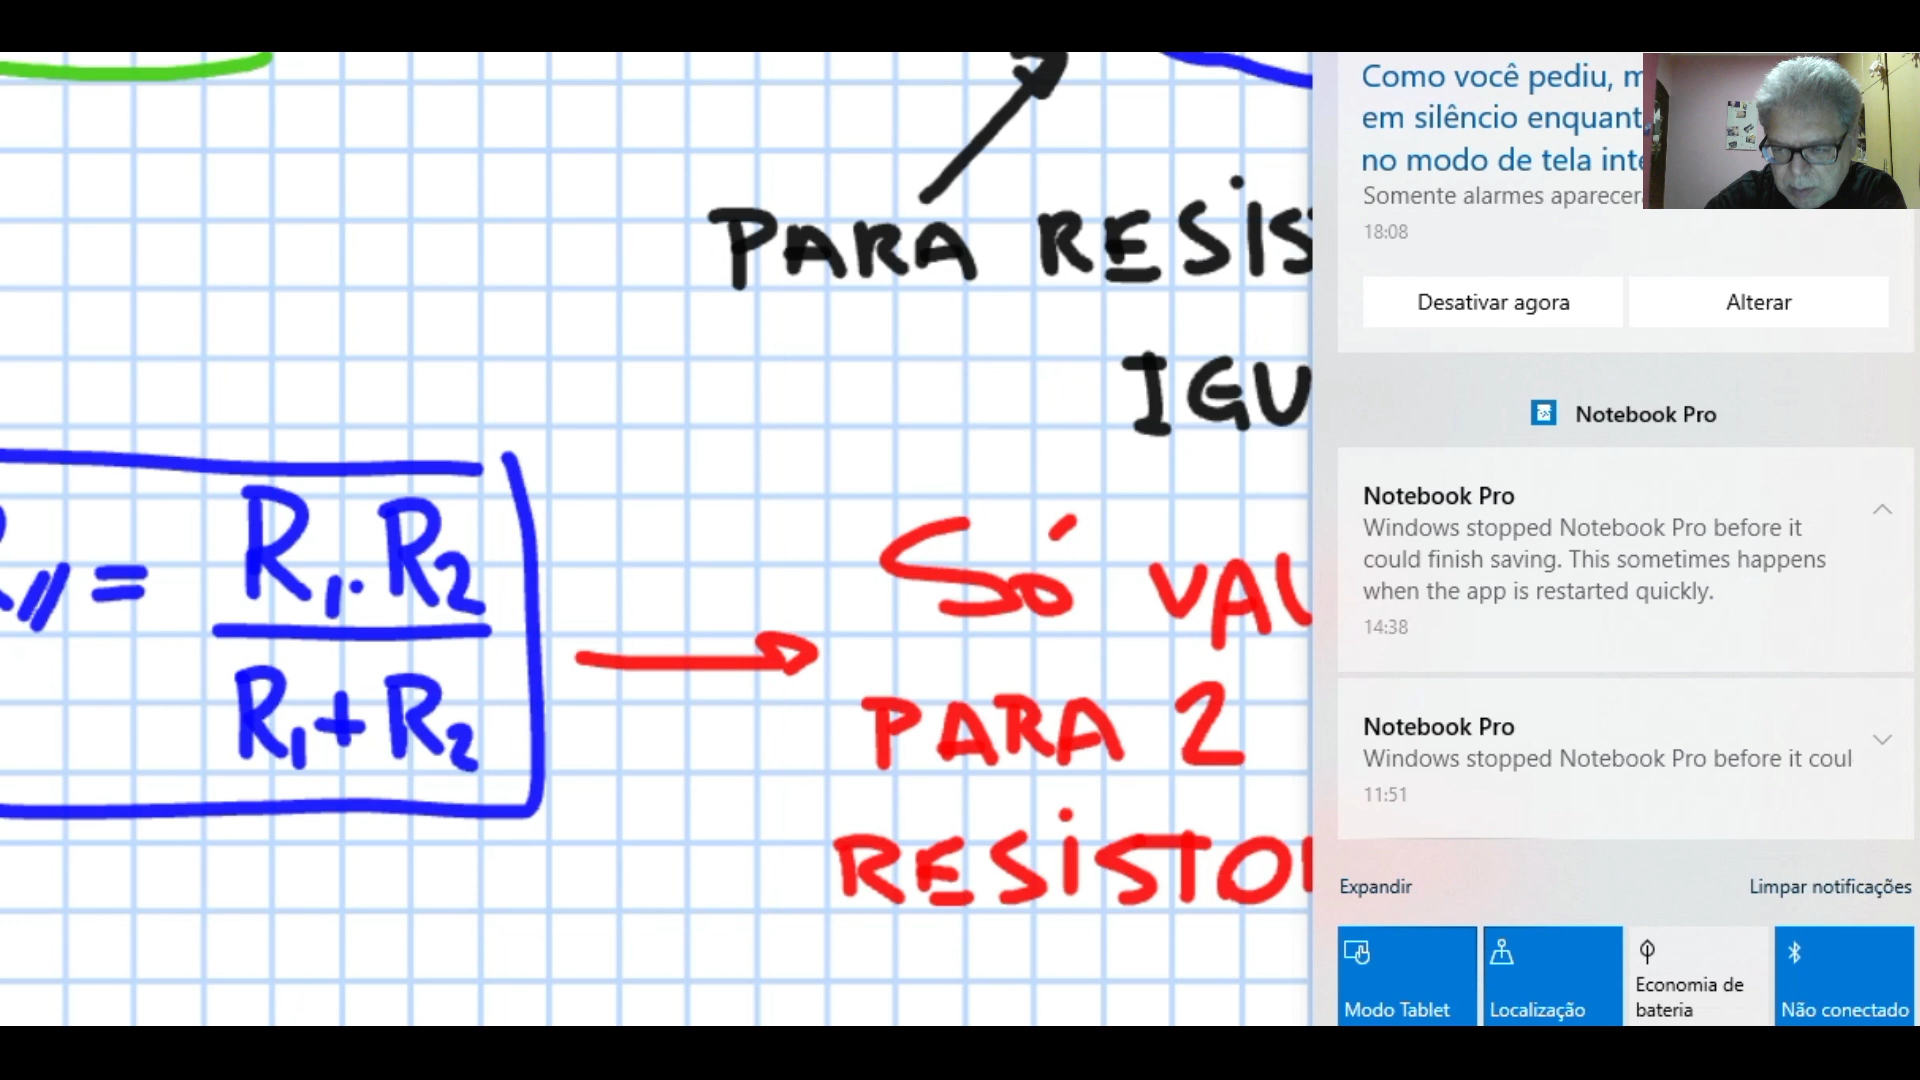 PARA RESIS
IGU
R// = R1.R2
R1+R2
SÓ VAL
PARA 2
RESISTO
Como você pediu, m
em silêncio enquant
no modo de tela inte
Somente alarmes aparecer
18:08
Desativar agora
Alterar
Notebook Pro
Notebook Pro
Windows stopped Notebook Pro before it
could finish saving. This sometimes happens
when the app is restarted quickly.
14:38
Notebook Pro
Windows stopped Notebook Pro before it coul
11:51
Expandir
Limpar notificações
Modo Tablet
Localização
Economia de
bateria
Não conectado